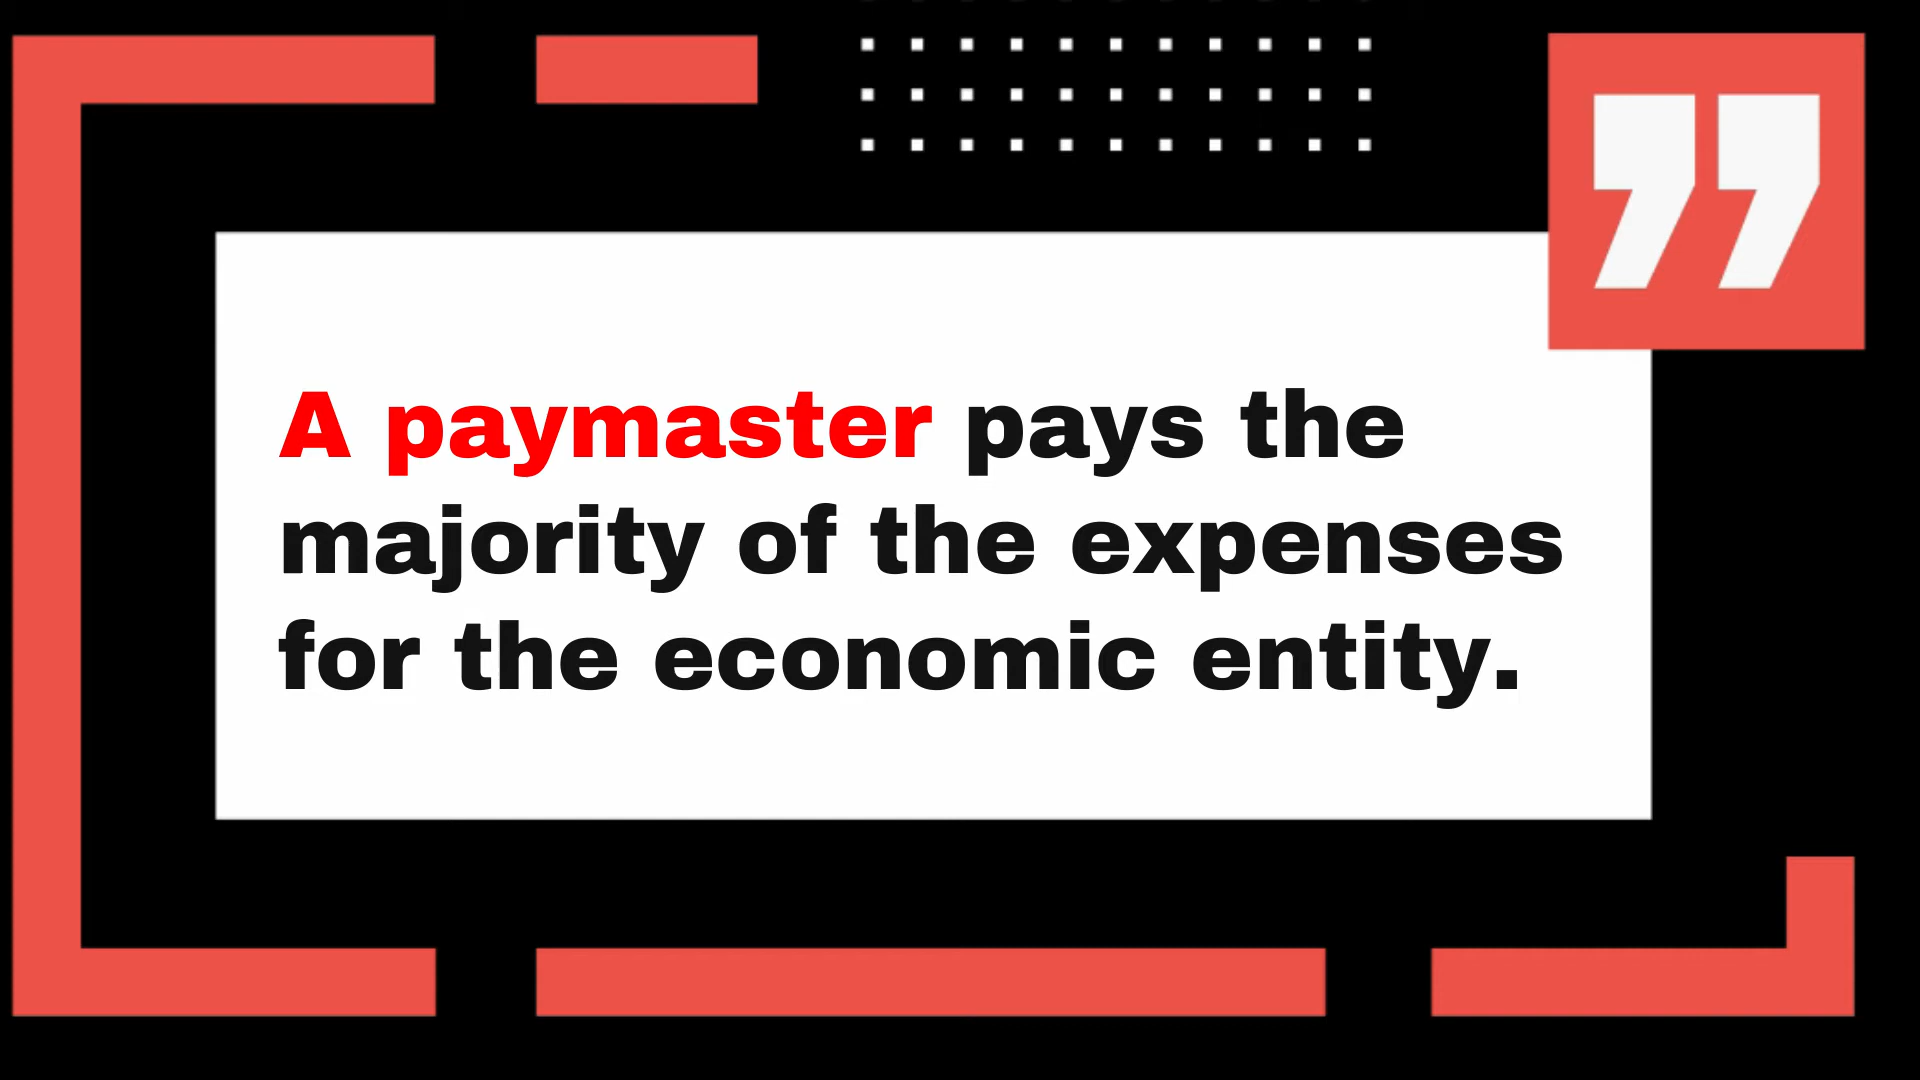 A paymaster pays the
majority of the expenses
for the economic entity.